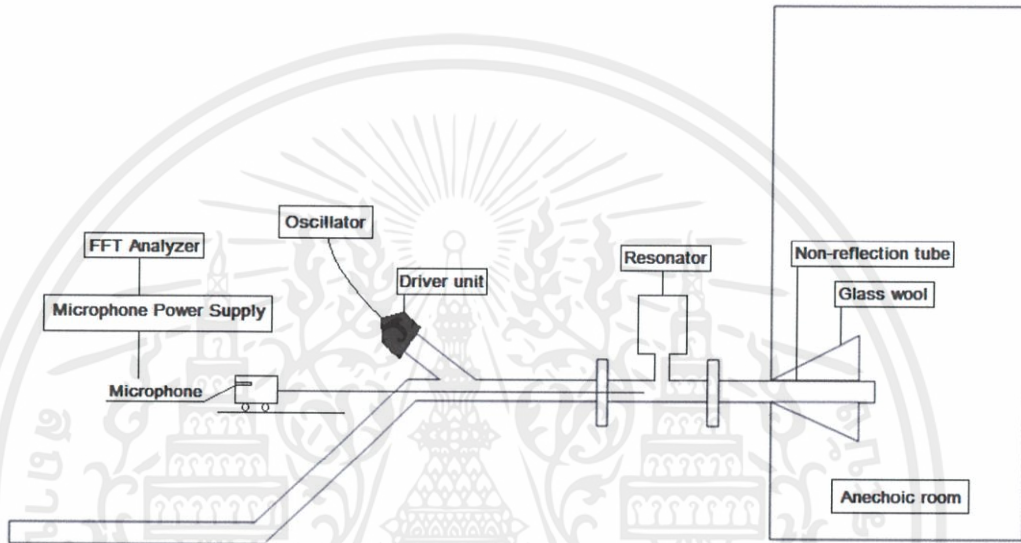 Oscillator
FFT Analyzer
Driver unit
Resonator
Non-reflection tube
Glass wool
Microphone Power Supply
Microphone
Anechoic room